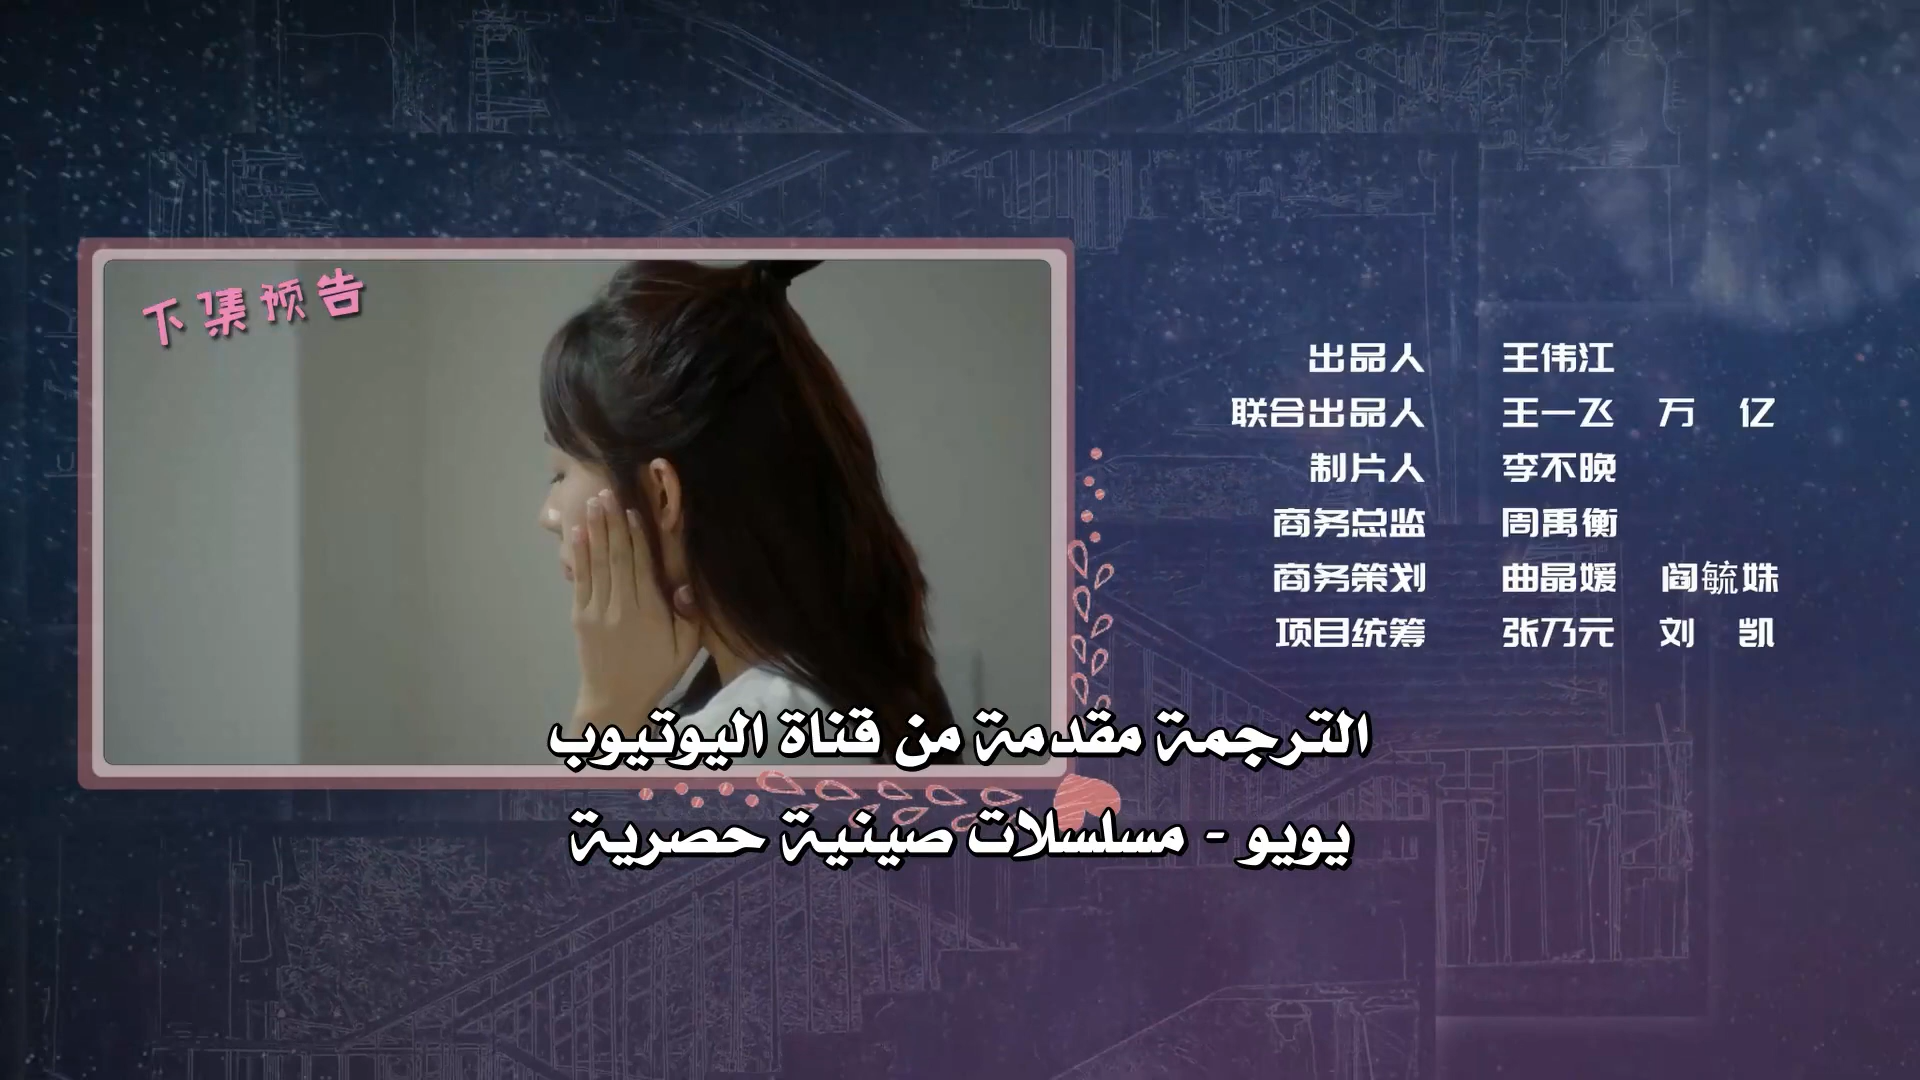 下集预告
出品人 王伟江
联合出品人 王一飞 万 亿
制片人 李不晚
商务总监 周禹衡
商务策划 曲晶媛 阎毓姝
项目统筹 张乃元 刘 凯
الترجمة مقدمة من قناة اليوتيوب
يويو - مسلسلات صينية حصرية